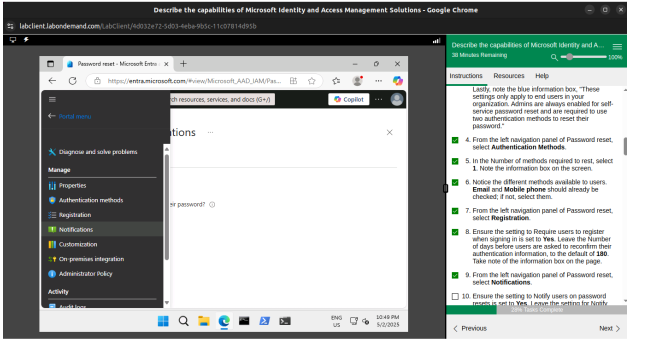 Describe the capabilities of Microsoft Identity and Access Management Solutions - Google Chrome
labclient.labondemand.com/LabClient/4d032e72-5d03-4eba-9b5c-11c07814d95b
Password reset - Microsoft Entra
https://entra.microsoft.com/#view/Microsoft_AAD_IAM/Pas...
rch resources, services, and docs (G+/)
Copilot
Portal menu
tions
Diagnose and solve problems
Manage
Properties
Authentication methods
eir password?
Registration
Notifications
Customization
On-premises integration
Administrator Policy
Activity
Audit logs
ENG
US
10:49 PM
5/2/2025
Describe the capabilities of Microsoft Identity and A...
38 Minutes Remaining
100%
Instructions Resources Help
Lastly, note the blue information box, "These
settings only apply to end users in your
organization. Admins are always enabled for self-
service password reset and are required to use
two authentication methods to reset their
password."
4. From the left navigation panel of Password reset,
select Authentication Methods.
5. In the Number of methods required to rest, select
1. Note the information box on the screen.
6. Notice the different methods available to users.
Email and Mobile phone should already be
checked; if not, select them.
7. From the left navigation panel of Password reset,
select Registration.
8. Ensure the setting to Require users to register
when signing in is set to Yes. Leave the Number
of days before users are asked to reconfirm their
authentication information, to the default of 180.
Take note of the information box on the page.
9. From the left navigation panel of Password reset,
select Notifications.
10. Ensure the setting to Notify users on password
resets is set to Yes. Leave the setting for Notify
28% Tasks Complete
Previous
Next